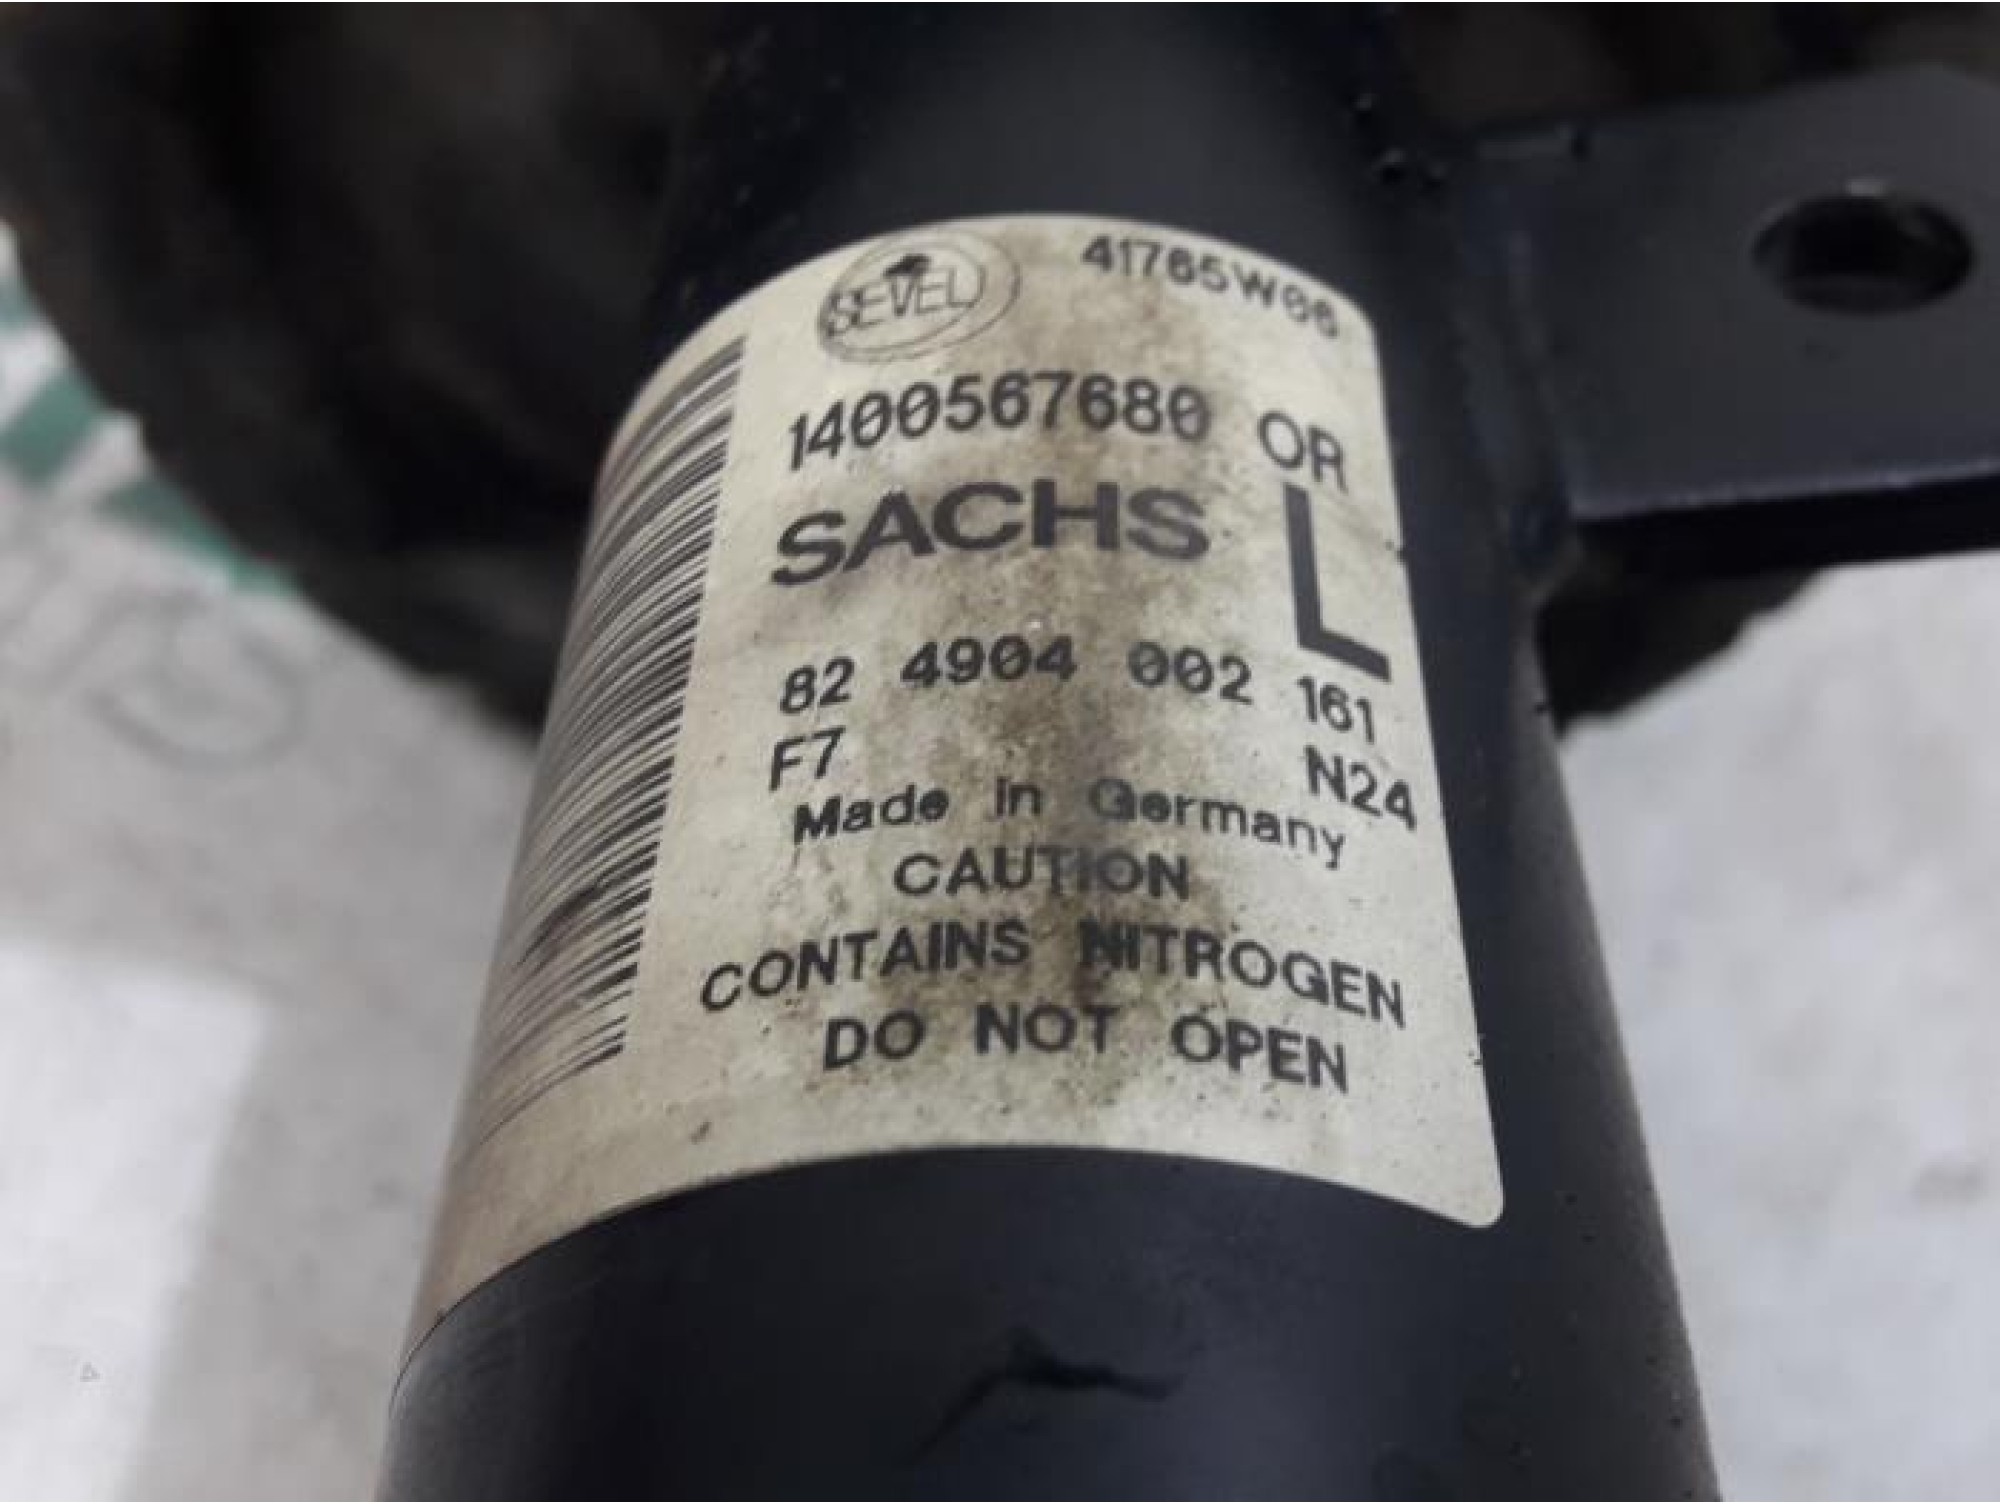 SEVEL
41765W06
1400567680 OR
SACHS L
82 4904 002 161
F7 N24
Made in Germany
CAUTION
CONTAINS NITROGEN
DO NOT OPEN